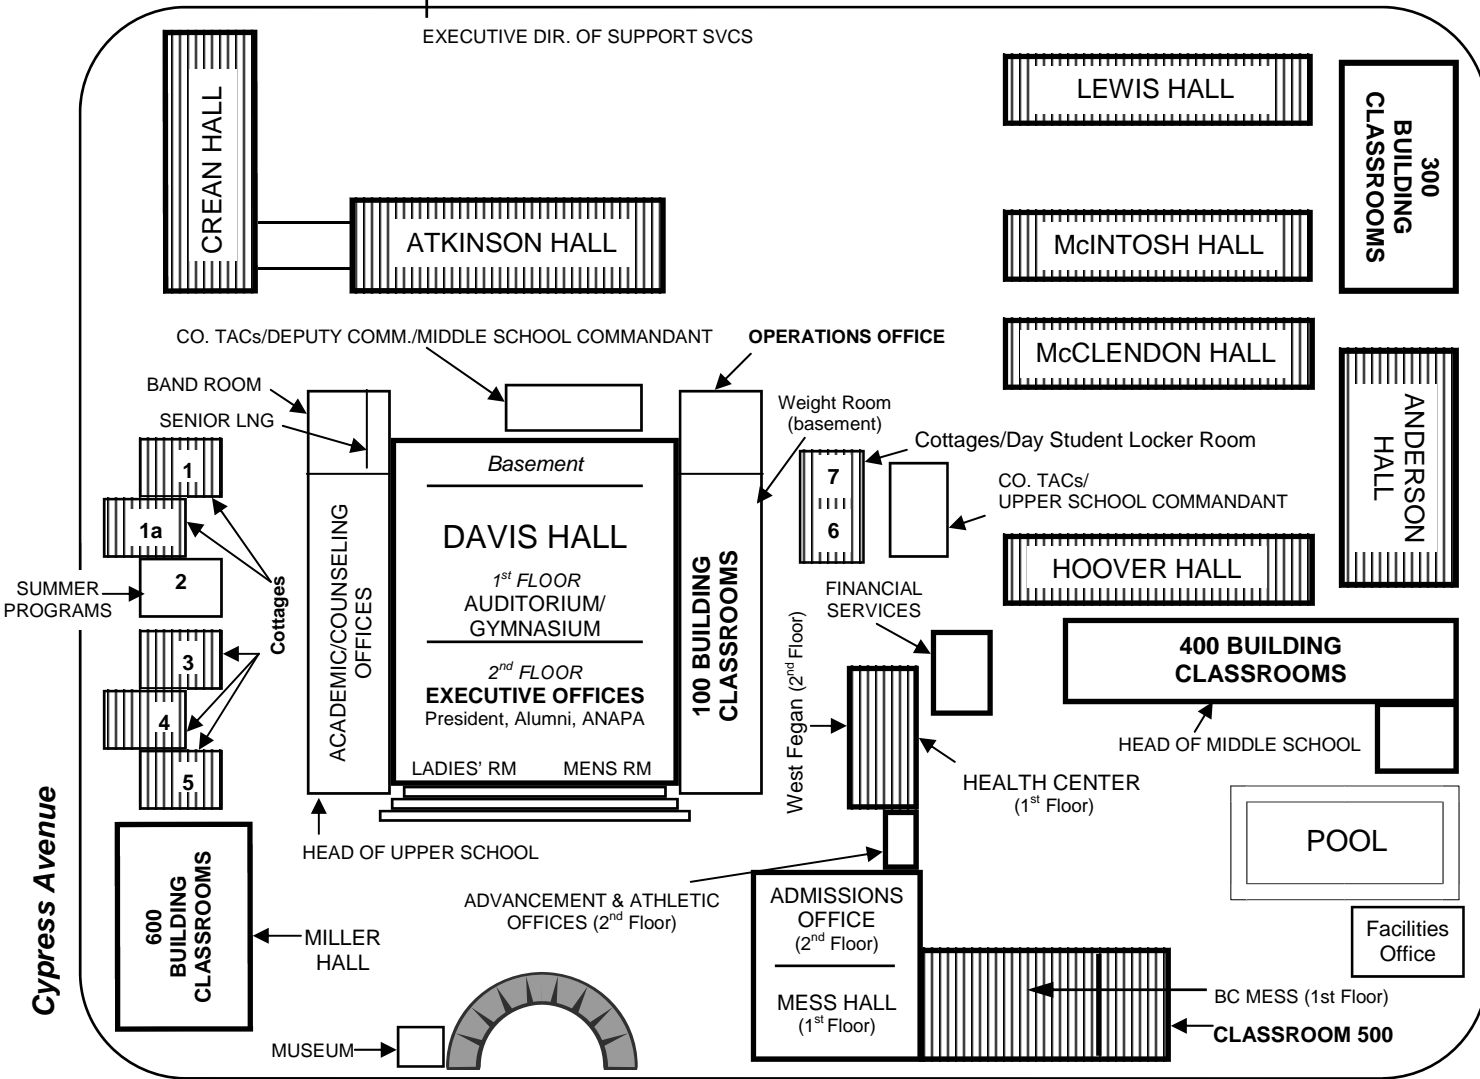 EXECUTIVE DIR. OF SUPPORT SVCS
CREAN HALL
ATKINSON HALL
LEWIS HALL
300
BUILDING
CLASSROOMS
McINTOSH HALL
McCLENDON HALL
ANDERSON
HALL
CO. TACs/DEPUTY COMM./MIDDLE SCHOOL COMMANDANT
OPERATIONS OFFICE
BAND ROOM
SENIOR LNG
Weight Room
(basement)
Cottages/Day Student Locker Room
7
6
CO. TACs/
UPPER SCHOOL COMMANDANT
HOOVER HALL
1
1a
2
SUMMER
PROGRAMS
3
4
5
Cottages
ACADEMIC/COUNSELING
OFFICES
Basement
DAVIS HALL
1st FLOOR
AUDITORIUM/
GYMNASIUM
2nd FLOOR
EXECUTIVE OFFICES
President, Alumni, ANAPA
LADIES' RM
MENS RM
100 BUILDING
CLASSROOMS
FINANCIAL
SERVICES
West Fegan (2nd Floor)
400 BUILDING
CLASSROOMS
HEAD OF MIDDLE SCHOOL
HEALTH CENTER
(1st Floor)
POOL
HEAD OF UPPER SCHOOL
Cypress Avenue
600
BUILDING
CLASSROOMS
MILLER
HALL
ADVANCEMENT & ATHLETIC
OFFICES (2nd Floor)
ADMISSIONS
OFFICE
(2nd Floor)
MESS HALL
(1st Floor)
Facilities
Office
BC MESS (1st Floor)
CLASSROOM 500
MUSEUM